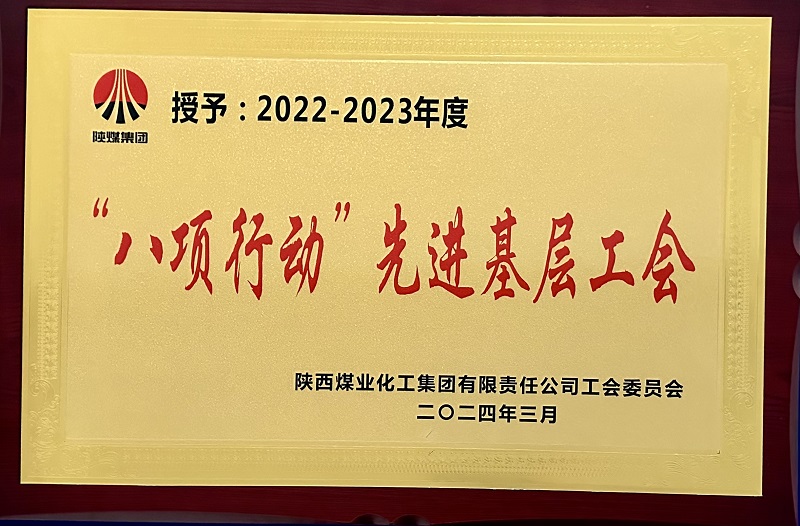 陕煤集团
授予：2022-2023年度
“八项行动”先进基层工会
陕西煤业化工集团有限责任公司工会委员会
二〇二四年三月